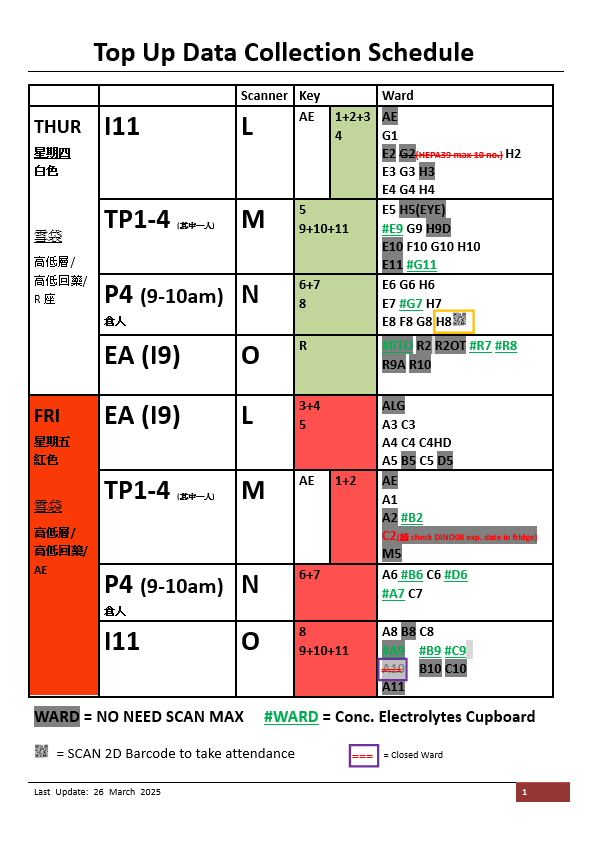 Top Up Data Collection Schedule
Scanner Key Ward
THUR
星期四
白色
雪袋
高低層/
高低回藥/
R 座
I11 L AE 1+2+3
4
AE
G1
E2 G2(HEPA39 max 10 no.) H2
E3 G3 H3
E4 G4 H4
TP1-4 (其中一人) M 5
9+10+11
E5 H5(EYE)
#E9 G9 H9D
E10 F10 G10 H10
E11 #G11
P4 (9-10am) N 6+7
倉人 8
E6 G6 H6
E7 #G7 H7
E8 F8 G8 H8
EA (I9) O R
#RTO R2 R2OT #R7 #R8
R9A R10
FRI
星期五
紅色
雪袋
高低層/
高低回藥/
AE
EA (I9) L 3+4
5
ALG
A3 C3
A4 C4 C4HD
A5 B5 C5 D5
TP1-4 (其中一人) M AE 1+2
AE
A1
A2 #B2
C2( check DINO08 exp. date in fridge)
M5
P4 (9-10am) N 6+7
倉人
A6 #B6 C6 #D6
#A7 C7
I11 O 8
9+10+11
A8 B8 C8
#A9 #B9 #C9
A10 B10 C10
A11
WARD = NO NEED SCAN MAX #WARD = Conc. Electrolytes Cupboard
= SCAN 2D Barcode to take attendance === = Closed Ward
Last Update: 26 March 2025 1